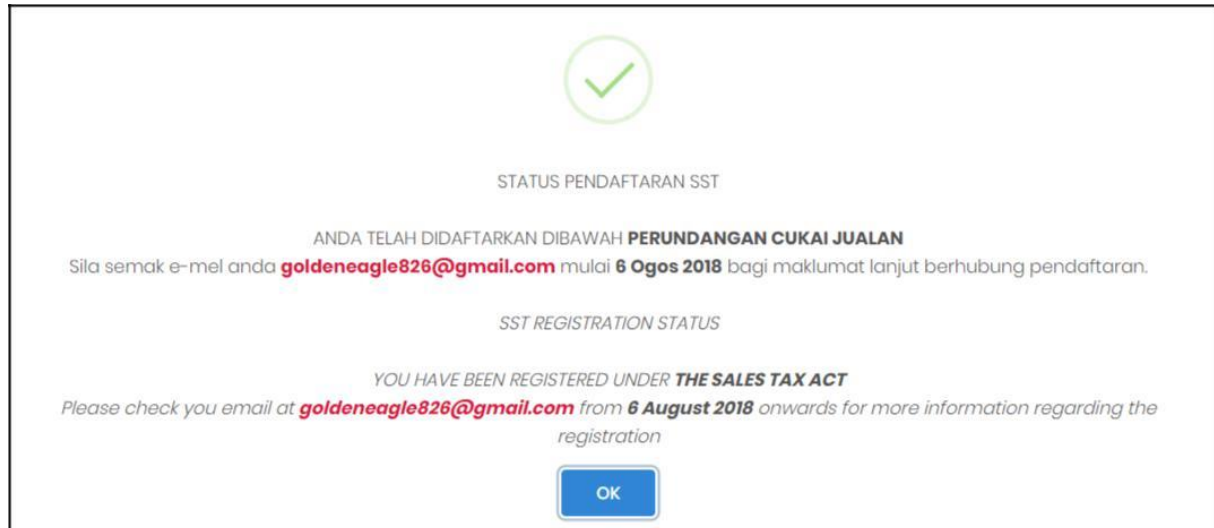 STATUS PENDAFTARAN SST
ANDA TELAH DIDAFTARKAN DIBAWAH PERUNDANGAN CUKAI JUALAN
Sila semak e-mel anda goldeneagle826@gmail.com mulai 6 Ogos 2018 bagi maklumat lanjut berhubung pendaftaran.
SST REGISTRATION STATUS
YOU HAVE BEEN REGISTERED UNDER THE SALES TAX ACT
Please check you email at goldeneagle826@gmail.com from 6 August 2018 onwards for more information regarding the
registration
OK